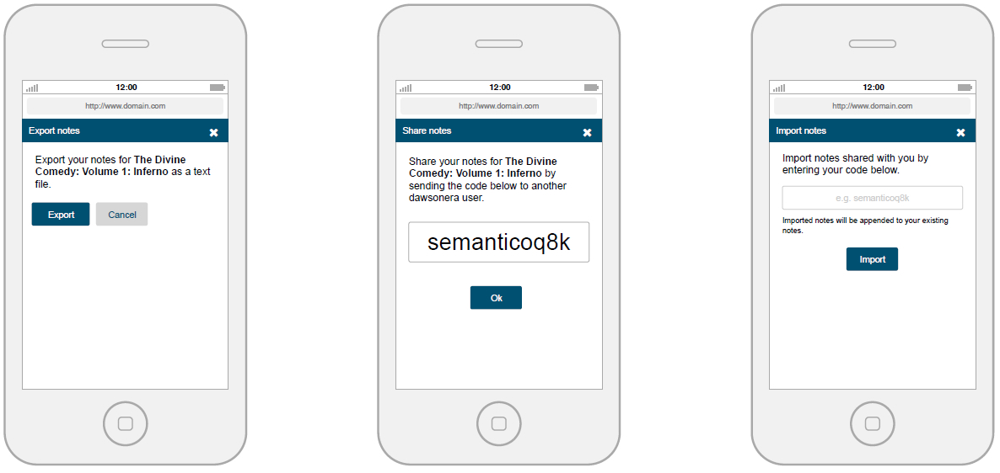 12:00
http://www.domain.com
Export notes
Export your notes for The Divine
Comedy: Volume 1: Inferno as a text
file.
Export
Cancel
12:00
http://www.domain.com
Share notes
Share your notes for The Divine
Comedy: Volume 1: Inferno by
sending the code below to another
dawsonera user.
semanticoq8k
Ok
12:00
http://www.domain.com
Import notes
Import notes shared with you by
entering your code below.
e.g. semanticoq8k
Imported notes will be appended to your existing
notes.
Import